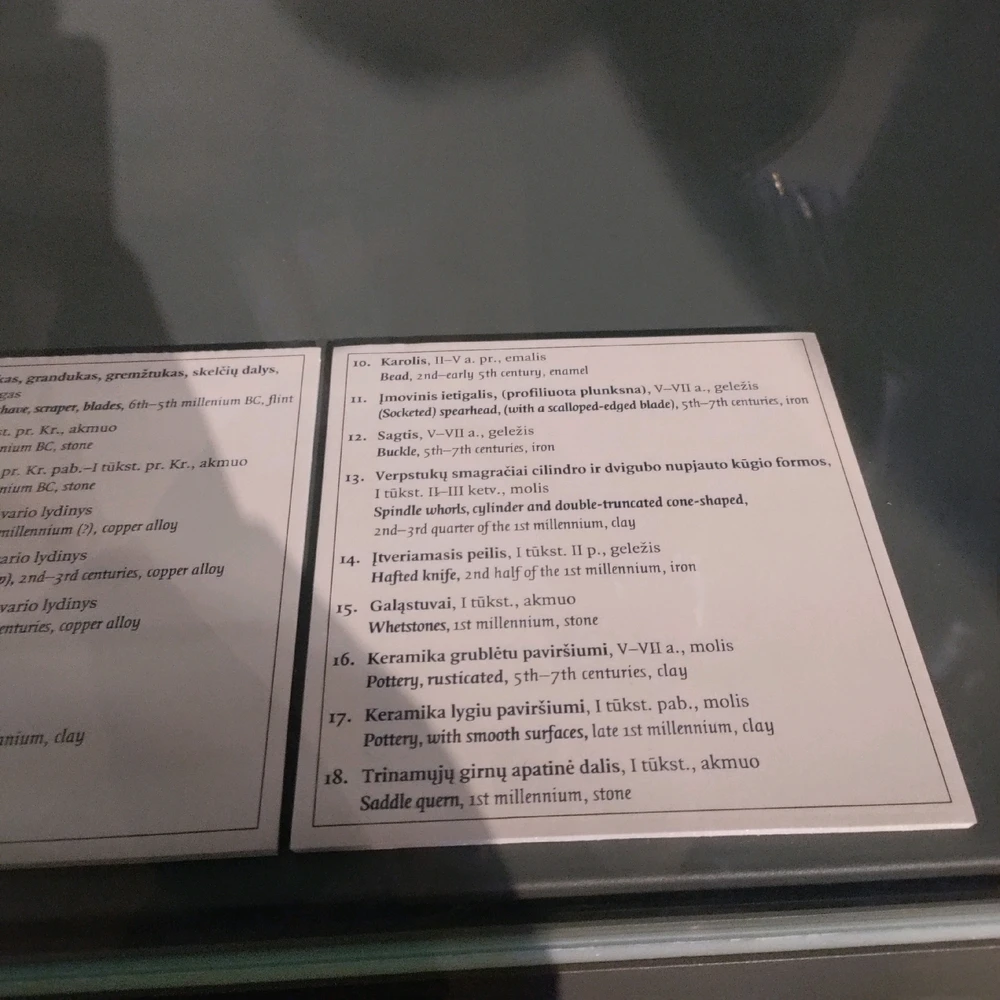 kas, grandukas, gremžtukas, skelčių dalys,
gas
shave, scraper, blades, 6th–5th millenium BC, flint
st. pr. Kr., akmuo
nium BC, stone
pr. Kr. pab.–I tūkst. pr. Kr., akmuo
nium BC, stone
vario lydinys
millennium (?), copper alloy
ario lydinys
p), 2nd–3rd centuries, copper alloy
vario lydinys
enturies, copper alloy
nnium, clay
10. Karolis, II–V a. pr., emalis
Bead, 2nd–early 5th century, enamel
11. Įmovinis ietigalis, (profiliuota plunksna), V–VII a., geležis
(Socketed) spearhead, (with a scalloped-edged blade), 5th–7th centuries, iron
12. Sagtis, V–VII a., geležis
Buckle, 5th–7th centuries, iron
13. Verpstukų smagračiai cilindro ir dvigubo nupjauto kūgio formos,
I tūkst. II–III ketv., molis
Spindle whorls, cylinder and double-truncated cone-shaped,
2nd–3rd quarter of the 1st millennium, clay
14. Įtveriamasis peilis, I tūkst. II p., geležis
Hafted knife, 2nd half of the 1st millennium, iron
15. Galąstuvai, I tūkst., akmuo
Whetstones, 1st millennium, stone
16. Keramika grublėtu paviršiumi, V–VII a., molis
Pottery, rusticated, 5th–7th centuries, clay
17. Keramika lygiu paviršiumi, I tūkst. pab., molis
Pottery, with smooth surfaces, late 1st millennium, clay
18. Trinamųjų girnų apatinė dalis, I tūkst., akmuo
Saddle quern, 1st millennium, stone